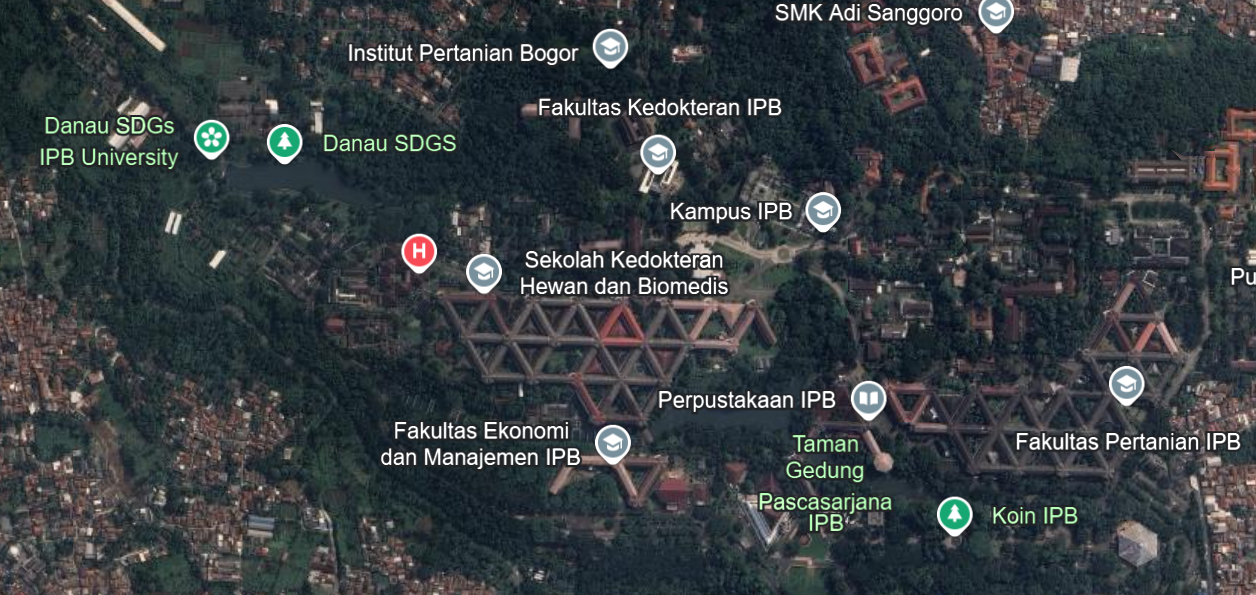 SMK Adi Sanggoro
Institut Pertanian Bogor
Fakultas Kedokteran IPB
Danau SDGs
IPB University
Danau SDGS
Kampus IPB
H
Sekolah Kedokteran
Hewan dan Biomedis
Pu
Perpustakaan IPB
Fakultas Ekonomi
dan Manajemen IPB
Taman
Gedung
Pascasarjana
IPB
Fakultas Pertanian IPB
Koin IPB